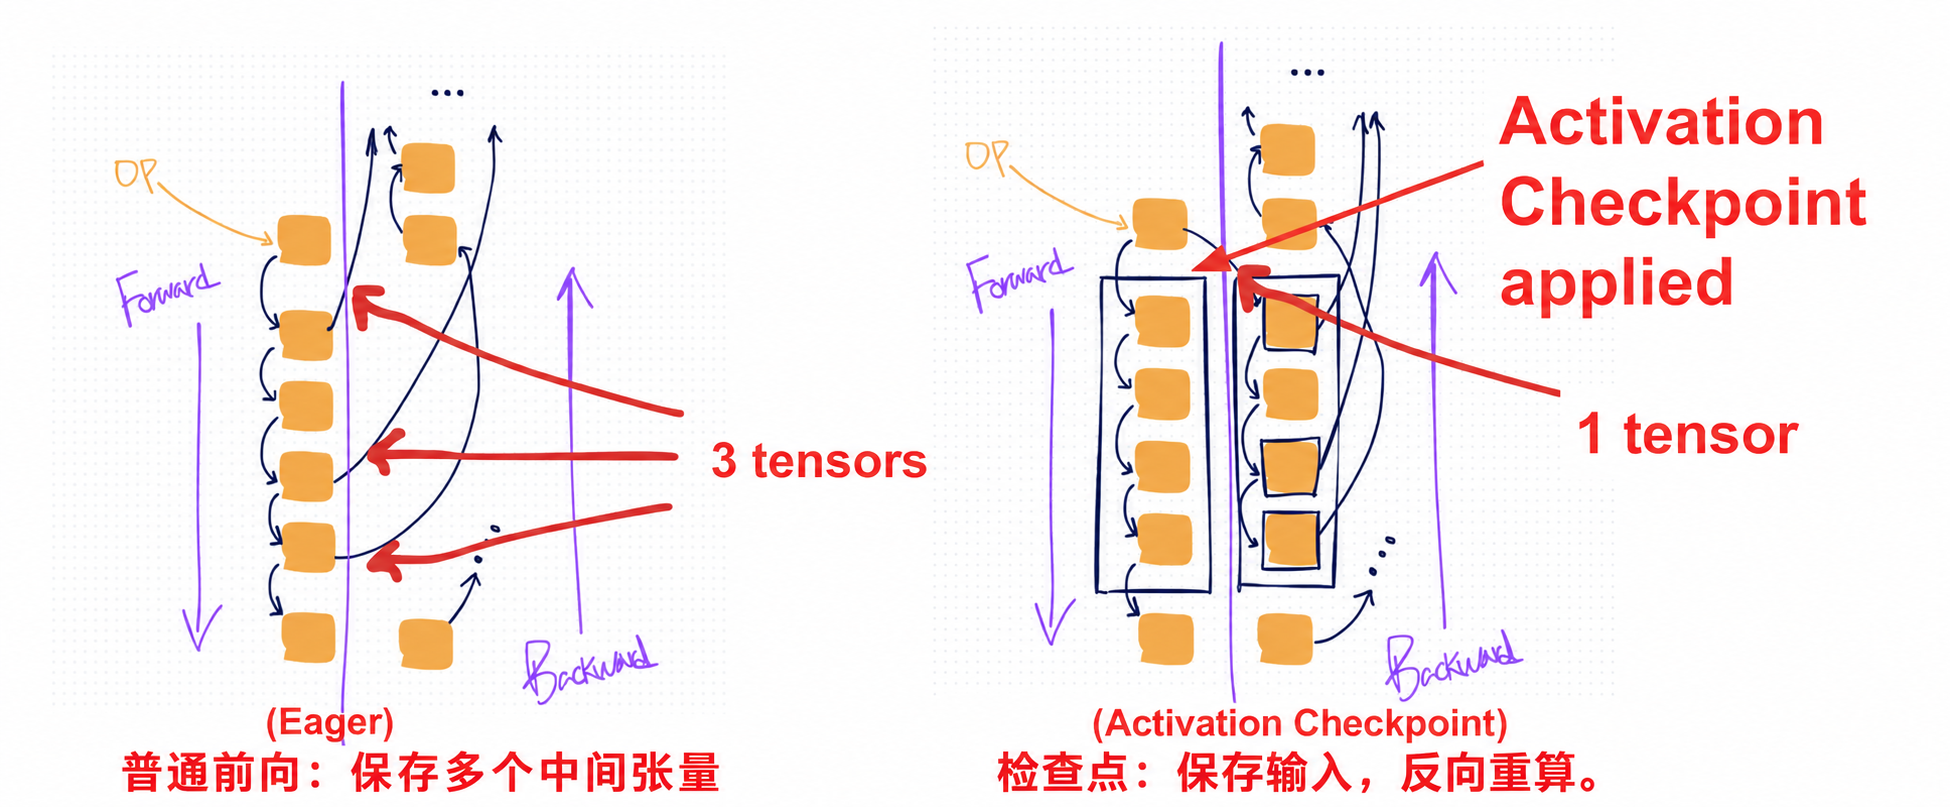 OP
Forward
3 tensors
Backward
(Eager)
普通前向：保存多个中间张量
OP
Forward
Activation
Checkpoint
applied
1 tensor
Backward
(Activation Checkpoint)
检查点：保存输入，反向重算。